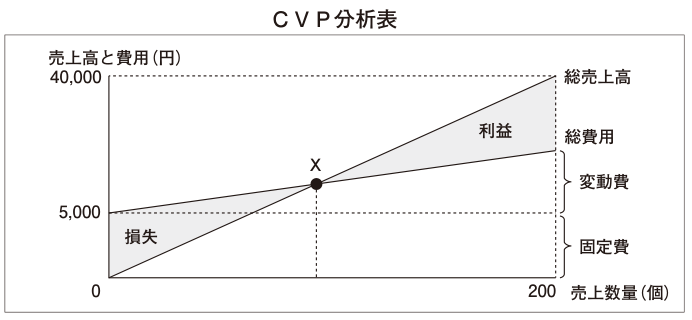 CVP分析表
売上高と費用(円)
40,000
総売上高
利益
総費用
X
変動費
5,000
損失
固定費
0
200
売上数量(個)